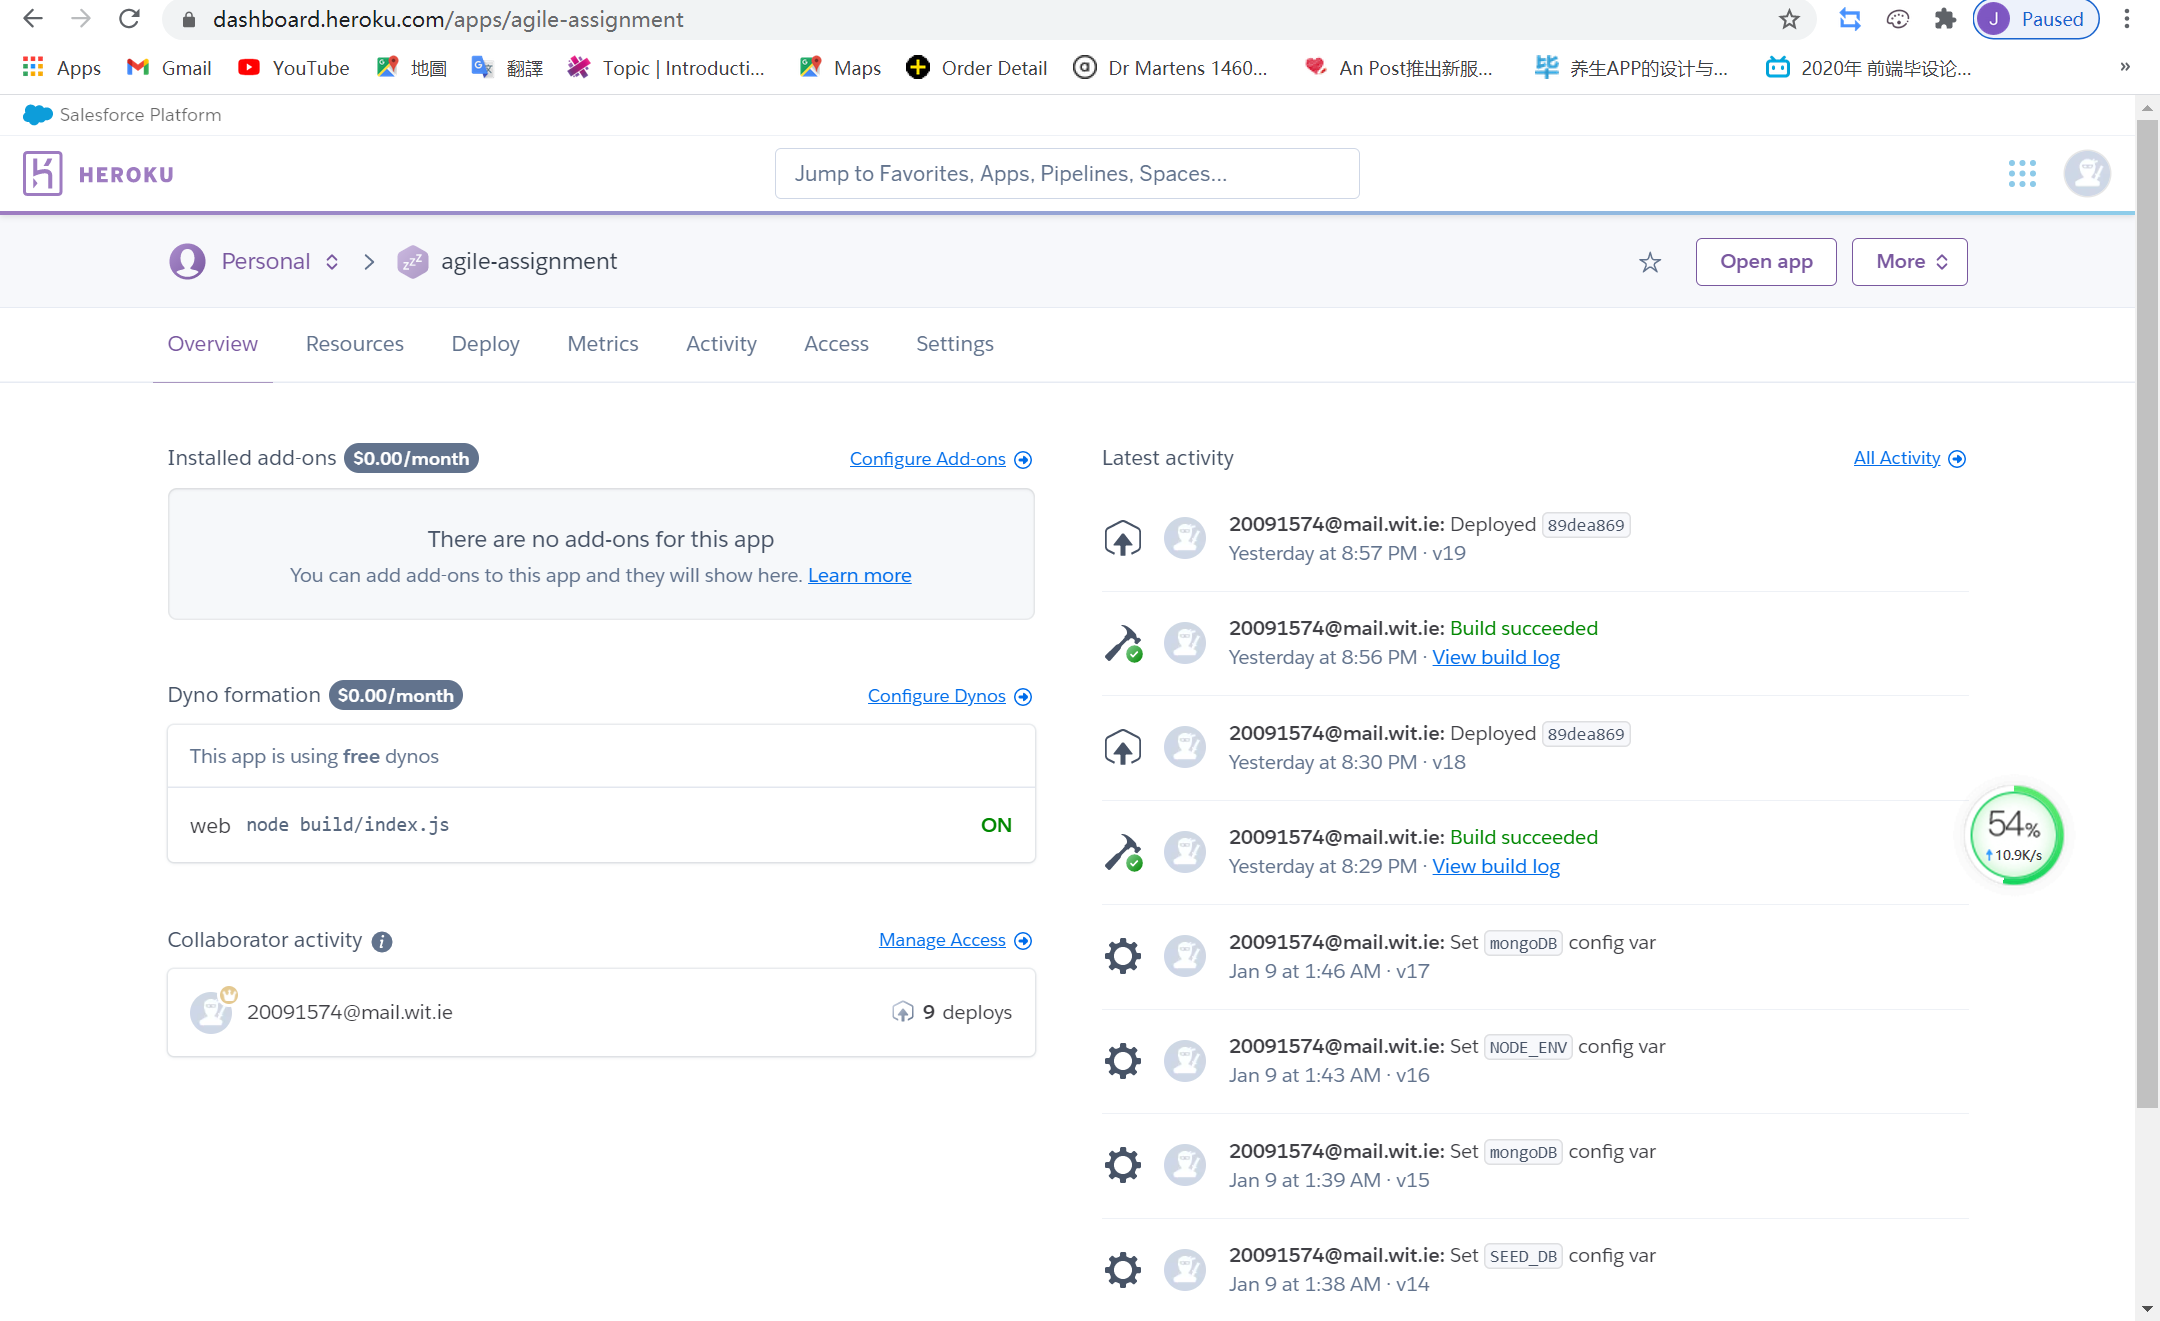 dashboard.heroku.com/apps/agile-assignment
J Paused
Apps Gmail YouTube 地圖 翻譯 Topic | Introducti... Maps Order Detail Dr Martens 1460... An Post推出新服... 养生APP的设计与... 2020年 前端毕设论... »
Salesforce Platform
HEROKU
Jump to Favorites, Apps, Pipelines, Spaces...
Personal agile-assignment
Open app More
Overview Resources Deploy Metrics Activity Access Settings
Installed add-ons $0.00/month Configure Add-ons
There are no add-ons for this app
You can add add-ons to this app and they will show here. Learn more
Dyno formation $0.00/month Configure Dynos
This app is using free dynos
web node build/index.js ON
Collaborator activity Manage Access
20091574@mail.wit.ie 9 deploys
Latest activity All Activity
20091574@mail.wit.ie: Deployed 89dea869
Yesterday at 8:57 PM · v19
20091574@mail.wit.ie: Build succeeded
Yesterday at 8:56 PM · View build log
20091574@mail.wit.ie: Deployed 89dea869
Yesterday at 8:30 PM · v18
20091574@mail.wit.ie: Build succeeded
Yesterday at 8:29 PM · View build log
20091574@mail.wit.ie: Set mongoDB config var
Jan 9 at 1:46 AM · v17
20091574@mail.wit.ie: Set NODE_ENV config var
Jan 9 at 1:43 AM · v16
20091574@mail.wit.ie: Set mongoDB config var
Jan 9 at 1:39 AM · v15
20091574@mail.wit.ie: Set SEED_DB config var
Jan 9 at 1:38 AM · v14
54%
10.9K/s